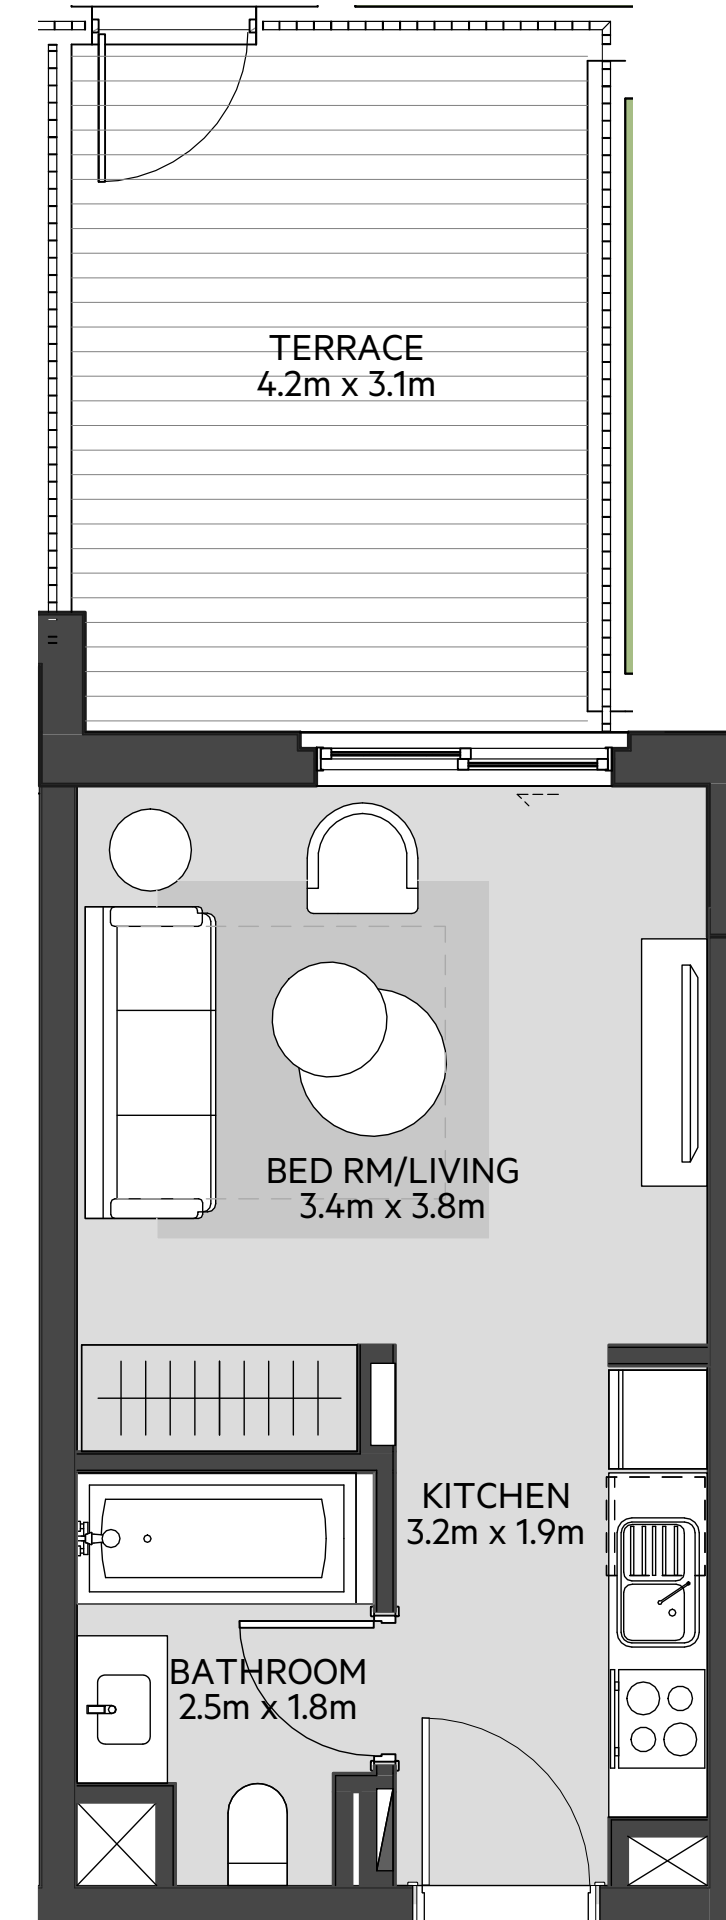 TERRACE
4.2m x 3.1m
BED RM/LIVING
3.4m x 3.8m
KITCHEN
3.2m x 1.9m
BATHROOM
2.5m x 1.8m